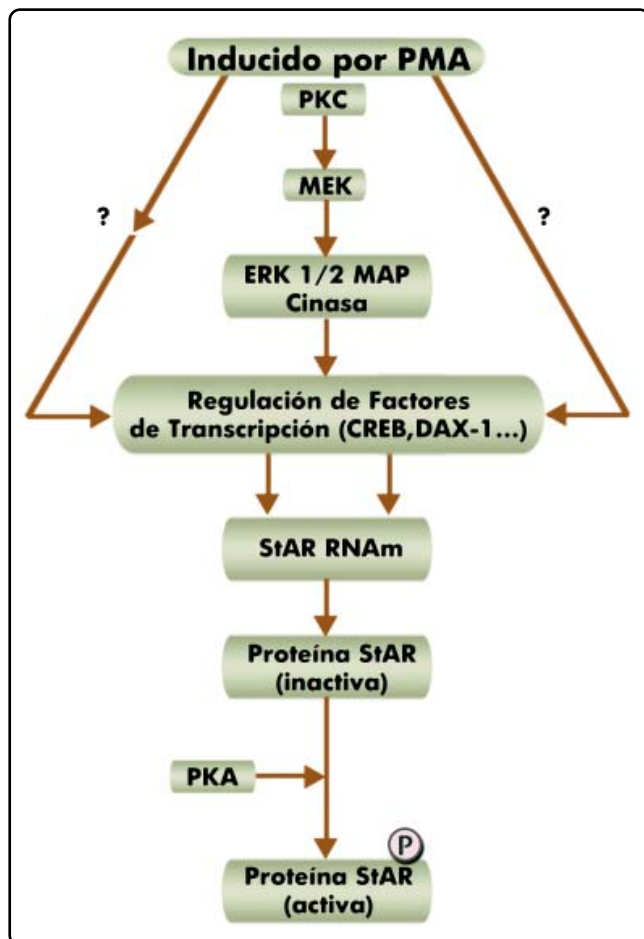 Inducido por PMA
PKC
MEK
?
?
ERK 1/2 MAP
Cinasa
Regulación de Factores
de Transcripción (CREB,DAX-1...)
StAR RNAm
Proteína StAR
(inactiva)
PKA
P
Proteína StAR
(activa)